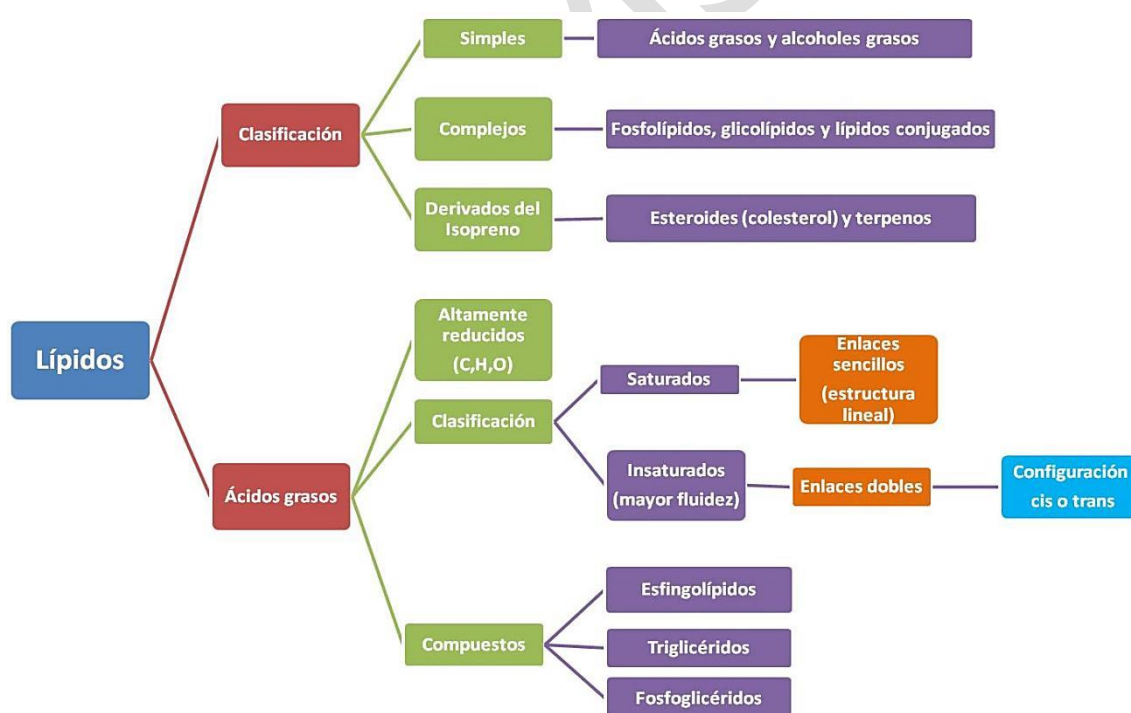 Simples
Ácidos grasos y alcoholes grasos
Clasificación
Complejos
Fosfolípidos, glicolípidos y lípidos conjugados
Derivados del
Isopreno
Esteroides (colesterol) y terpenos
Lípidos
Altamente
reducidos
(C,H,O)
Saturados
Enlaces
sencillos
(estructura
lineal)
Clasificación
Ácidos grasos
Insaturados
(mayor fluidez)
Enlaces dobles
Configuración
cis o trans
Esfingolípidos
Compuestos
Triglicéridos
Fosfoglicéridos